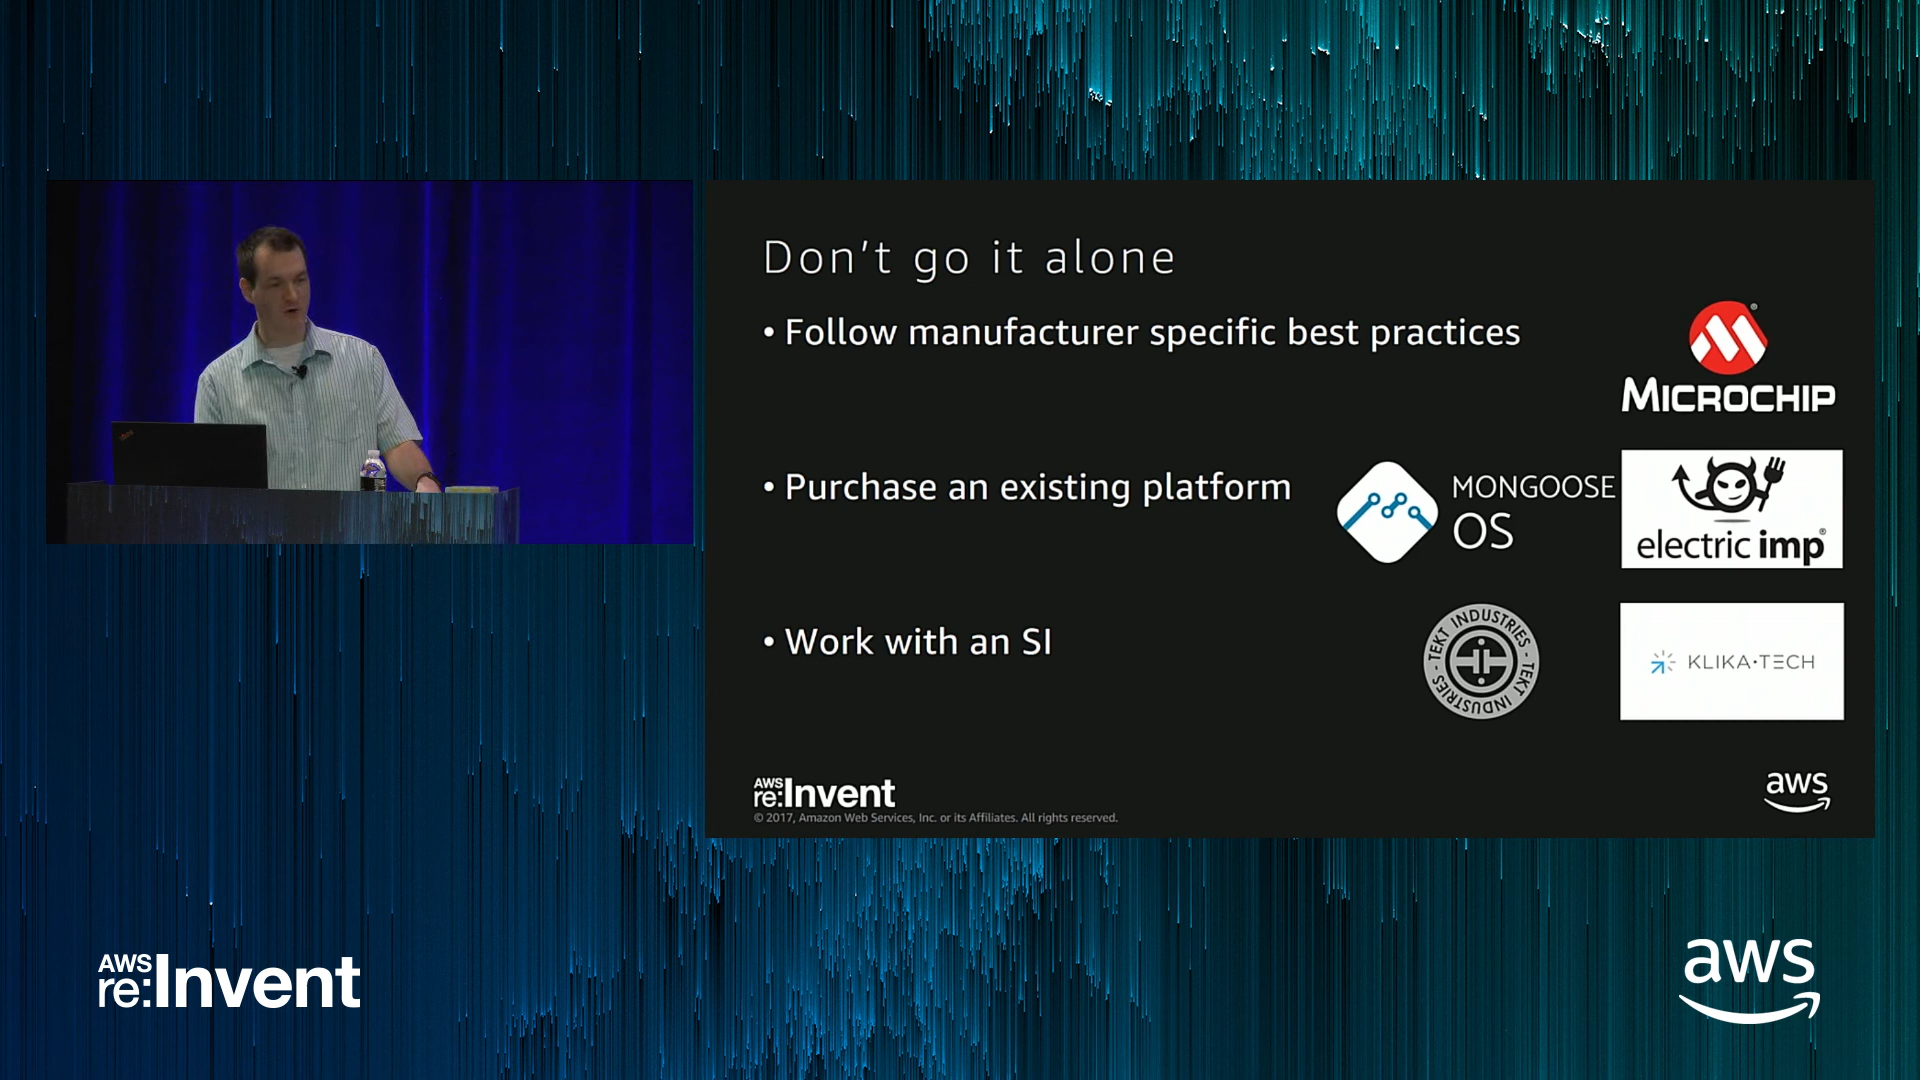 Don't go it alone
• Follow manufacturer specific best practices
MICROCHIP
• Purchase an existing platform
MONGOOSE
OS
electric imp
• Work with an SI
TEKT INDUSTRIES - TEKT INDUSTRIES -
KLIKA•TECH
AWS
re:Invent
© 2017, Amazon Web Services, Inc. or its Affiliates. All rights reserved.
aws
AWS
re:Invent
aws